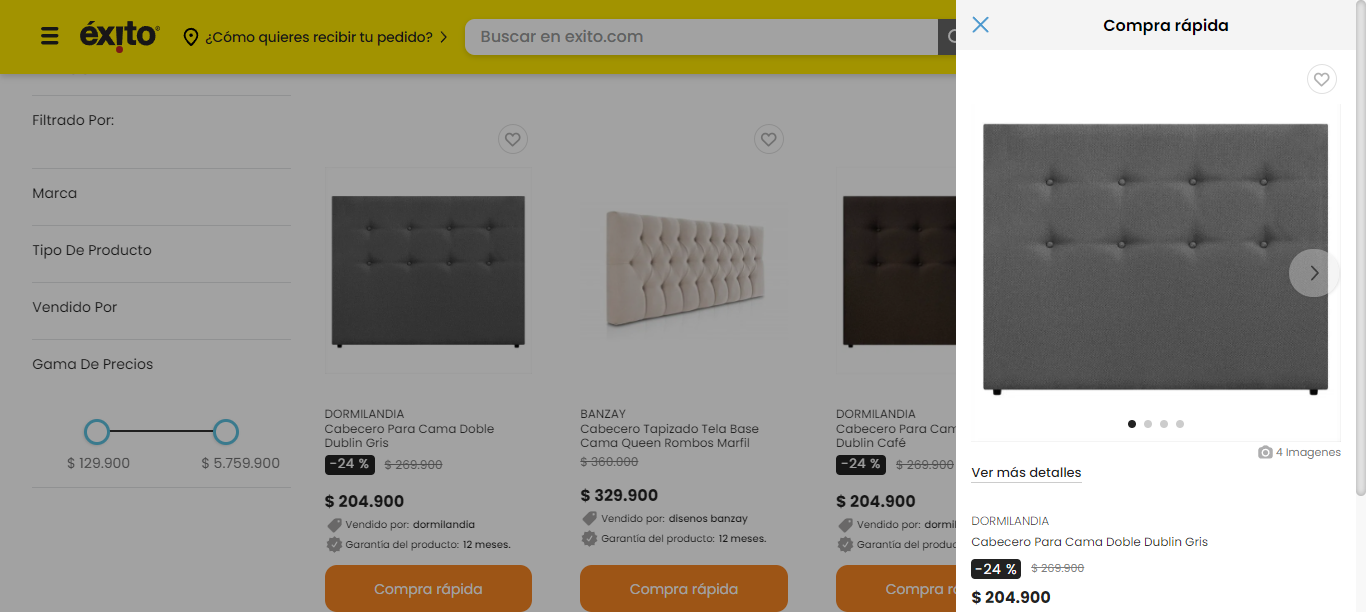 éxito
¿Cómo quieres recibir tu pedido?
Buscar en exito.com
Compra rápida
Filtrado Por:
Marca
Tipo De Producto
Vendido Por
Gama De Precios
$ 129.900
$ 5.759.900
DORMILANDIA
Cabecero Para Cama Doble
Dublin Gris
-24 %
$ 269.900
$ 204.900
Vendido por: dormilandia
Garantía del producto: 12 meses.
Compra rápida
BANZAY
Cabecero Tapizado Tela Base
Cama Queen Rombos Marfil
$ 360.000
$ 329.900
Vendido por: disenos banzay
Garantía del producto: 12 meses.
Compra rápida
DORMILANDIA
Cabecero Para Cam
Dublin Café
-24 %
$ 269.900
$ 204.900
Vendido por: dormil
Garantía del produc
Compra rá
4 Imagenes
Ver más detalles
DORMILANDIA
Cabecero Para Cama Doble Dublin Gris
-24 %
$ 269.900
$ 204.900